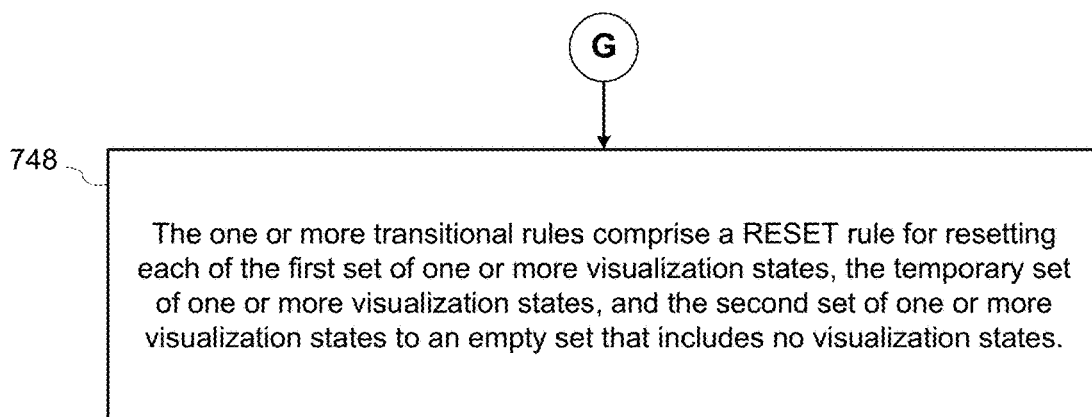 G
748
The one or more transitional rules comprise a RESET rule for resetting
each of the first set of one or more visualization states, the temporary set
of one or more visualization states, and the second set of one or more
visualization states to an empty set that includes no visualization states.